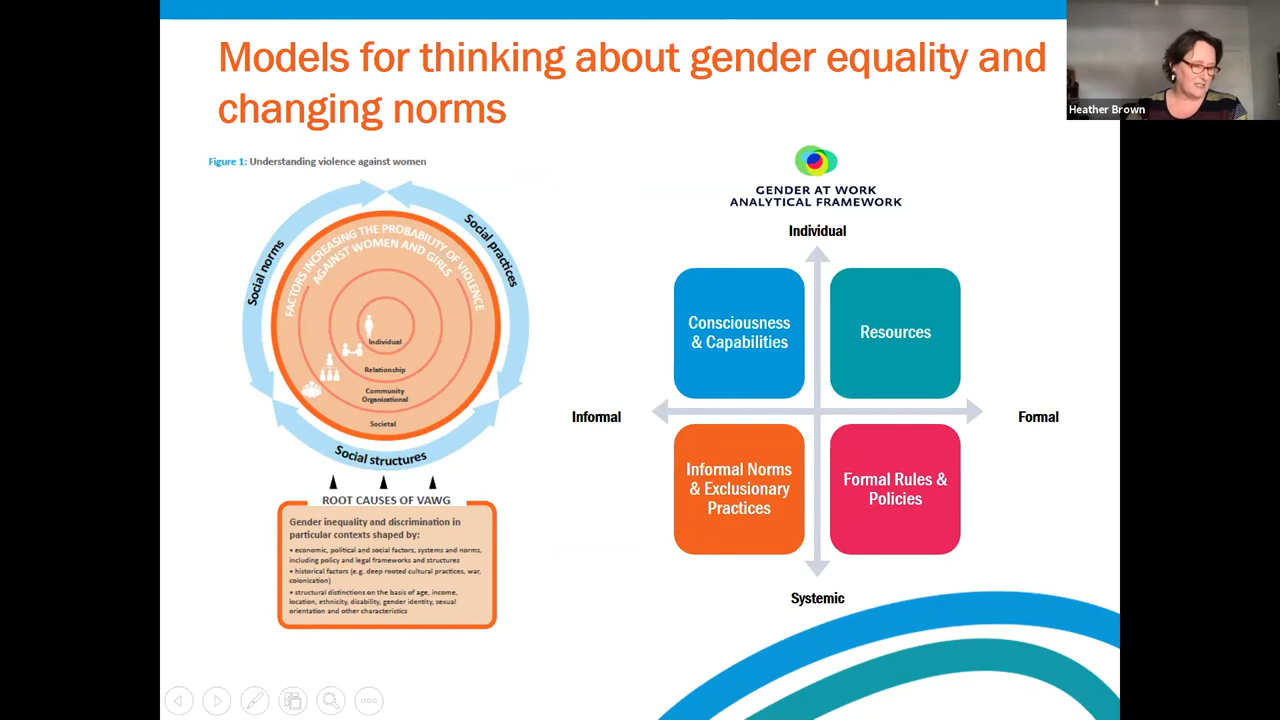 Models for thinking about gender equality and
changing norms
Heather Brown
Figure 1: Understanding violence against women
Social norms
Social practices
FACTORS INCREASING THE PROBABILITY OF VIOLENCE
AGAINST WOMEN AND GIRLS
Individual
Relationship
Community
Organizational
Societal
Social structures
ROOT CAUSES OF VAWG
Gender inequality and discrimination in
particular contexts shaped by:
• economic, political and social factors, systems and norms,
including policy and legal frameworks and structures
• historical factors (e.g. deep rooted cultural practices, war,
colonization)
• structural distinctions on the basis of age, income,
location, ethnicity, disability, gender identity, sexual
orientation and other characteristics
GENDER AT WORK
ANALYTICAL FRAMEWORK
Individual
Consciousness
& Capabilities
Resources
Informal
Formal
Informal Norms
& Exclusionary
Practices
Formal Rules &
Policies
Systemic